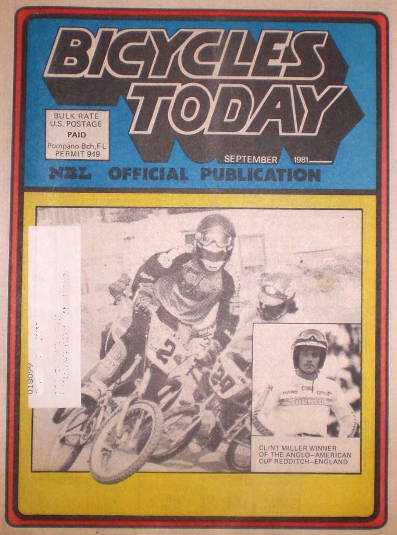 BICYCLES
TODAY
BULK RATE
U.S. POSTAGE
PAID
Pompano Bch, FL
PERMIT 949
SEPTEMBER 1981
NBL OFFICIAL PUBLICATION
2
CLINT MILLER WINNER
OF THE ANGLO-AMERICAN
CUP REDDITCH-ENGLAND